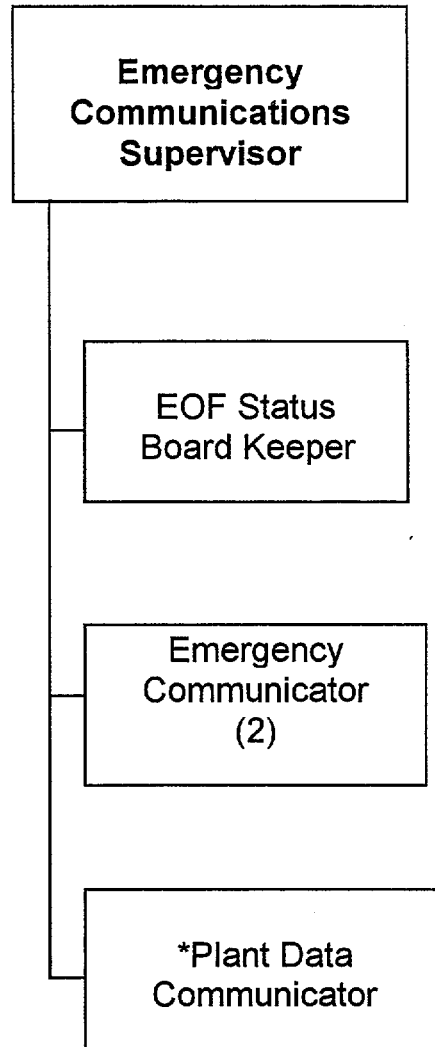 Emergency
Communications
Supervisor
EOF Status
Board Keeper
Emergency
Communicator
(2)
*Plant Data
Communicator